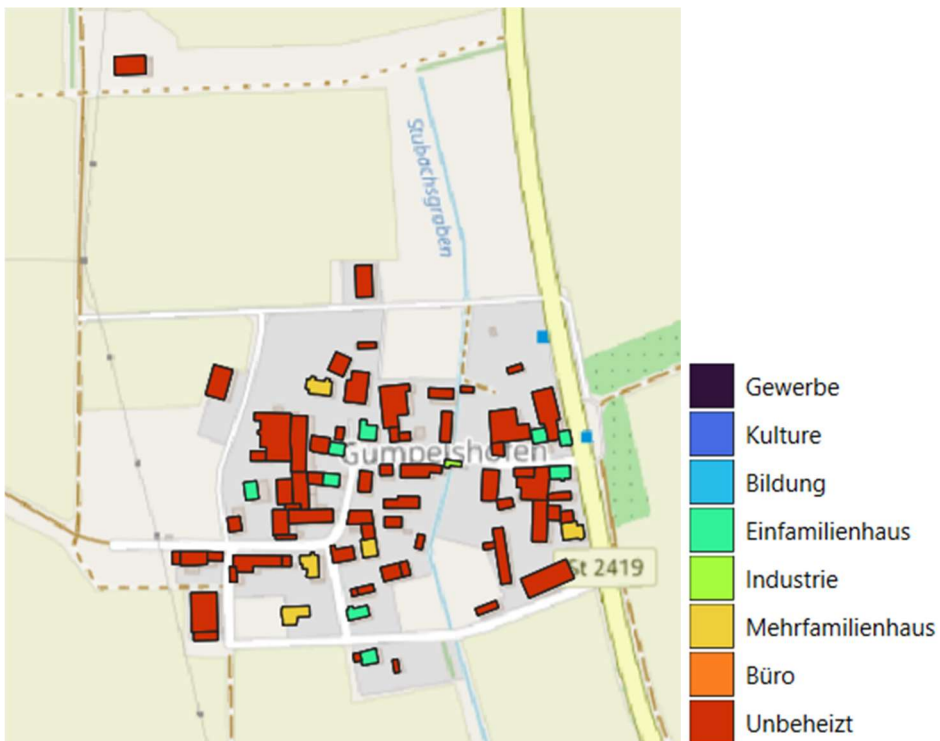 Stubachsgraben
Gumpelshofen
St 2419
Gewerbe
Kulture
Bildung
Einfamilienhaus
Industrie
Mehrfamilienhaus
Büro
Unbeheizt